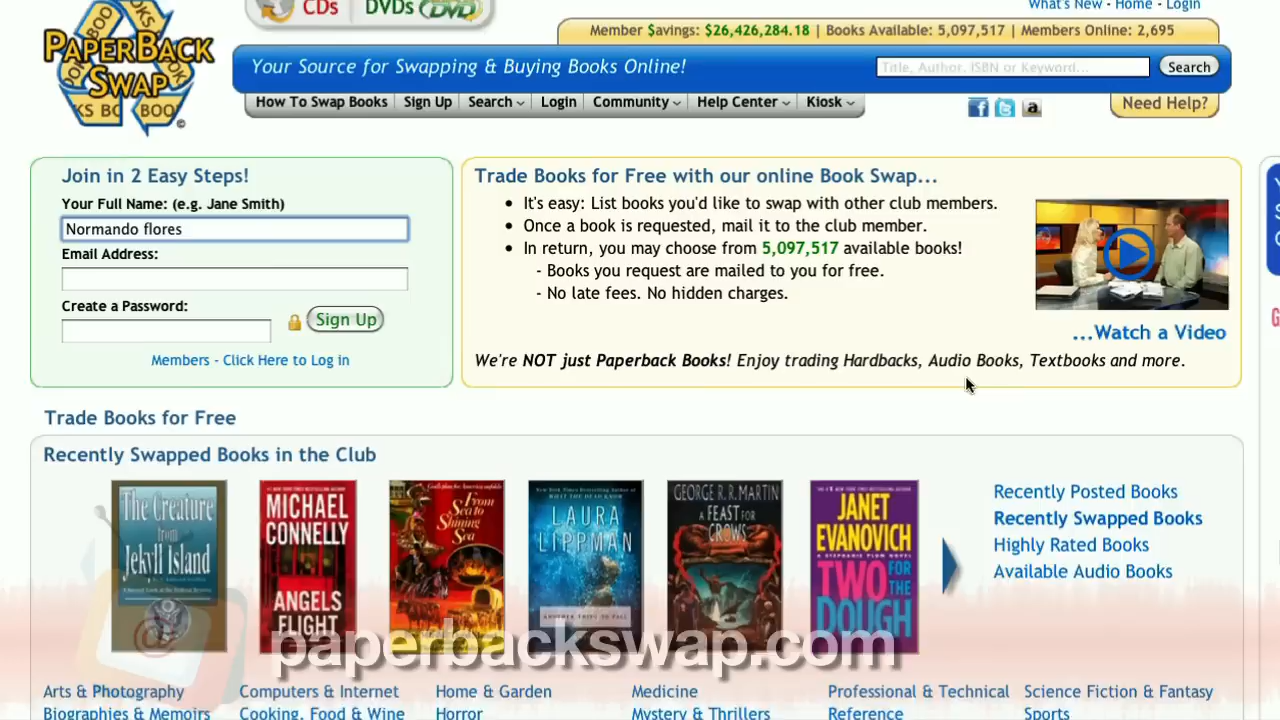 CDs
DVDs
DVD
What's New - Home - Login
PAPERBACK
SWAP
Member $avings: $26,426,284.18 | Books Available: 5,097,517 | Members Online: 2,695
Your Source for Swapping & Buying Books Online!
Title, Author, ISBN or Keyword...
Search
How To Swap Books
Sign Up
Search
Login
Community
Help Center
Kiosk
Need Help?
Join in 2 Easy Steps!
Your Full Name: (e.g. Jane Smith)
Normando flores
Email Address:
Create a Password:
Sign Up
Members - Click Here to Log in
Trade Books for Free with our online Book Swap...
• It's easy: List books you'd like to swap with other club members.
• Once a book is requested, mail it to the club member.
• In return, you may choose from 5,097,517 available books!
- Books you request are mailed to you for free.
- No late fees. No hidden charges.
...Watch a Video
We're NOT just Paperback Books! Enjoy trading Hardbacks, Audio Books, Textbooks and more.
Trade Books for Free
Recently Swapped Books in the Club
The Creature
from
Jekyll Island
MICHAEL
CONNELLY
ANGELS
FLIGHT
From
Sea to
Shining
Sea
LAURA
LIPPMAN
ANOTHER THING TO FALL
GEORGE R.R. MARTIN
A FEAST FOR
CROWS
JANET
EVANOVICH
TWO FOR
THE
DOUGH
Recently Posted Books
Recently Swapped Books
Highly Rated Books
Available Audio Books
paperbackswap.com
Arts & Photography
Computers & Internet
Home & Garden
Medicine
Professional & Technical
Science Fiction & Fantasy
Biographies & Memoirs
Cooking, Food & Wine
Horror
Mystery & Thrillers
Reference
Sports